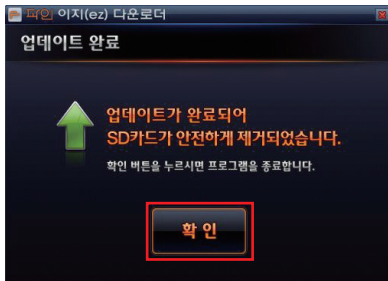 파인 이지(ez) 다운로더
업데이트 완료
업데이트가 완료되어
SD카드가 안전하게 제거되었습니다.
확인 버튼을 누르시면 프로그램을 종료합니다.
확 인